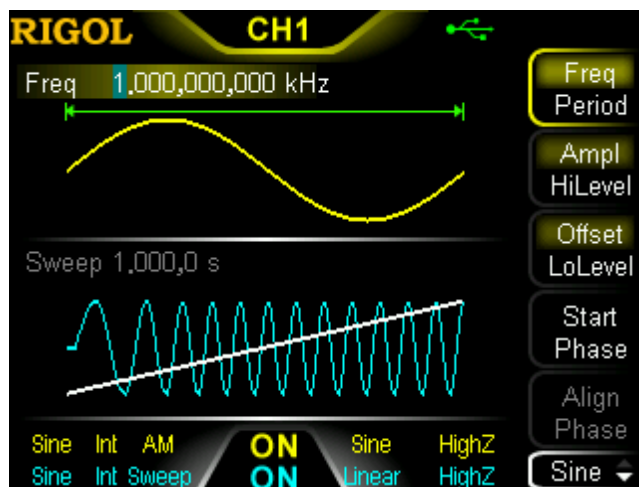 RIGOL CH1
Freq 1.000,000,000 kHz
Sweep 1.000,0 s
Sine Int AM ON Sine HighZ
Sine Int Sweep ON Linear HighZ
Freq
Period
Ampl
HiLevel
Offset
LoLevel
Start
Phase
Align
Phase
Sine